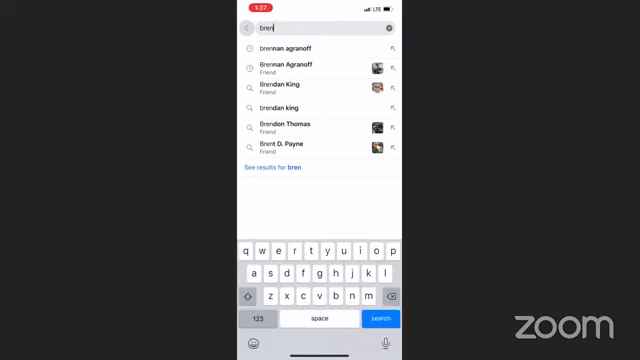 1:37
LTE
bren
brennan agranoff
Brennan Agranoff
Friend
Brendan King
Friend
brendan king
Brendon Thomas
Friend
Brent D. Payne
Friend
See results for bren
q w e r t y u i o p
a s d f g h j k l
z x c v b n m
123 space search
zoom